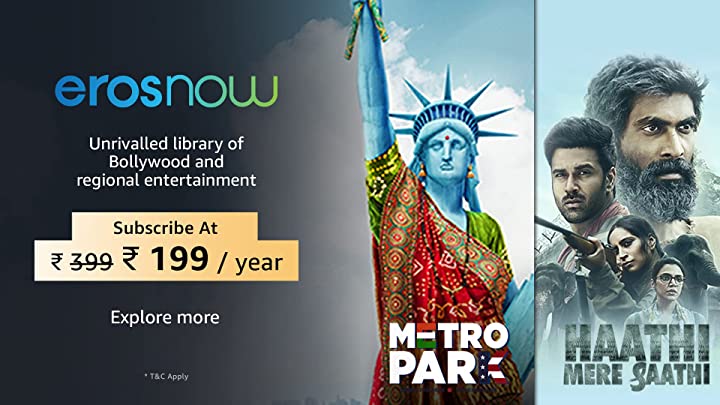 erosnow
Unrivalled library of
Bollywood and
regional entertainment
Subscribe At
₹ 399 ₹ 199 / year
Explore more
* T&C Apply
METRO
PARK
HAATHI
MERE SAATHI